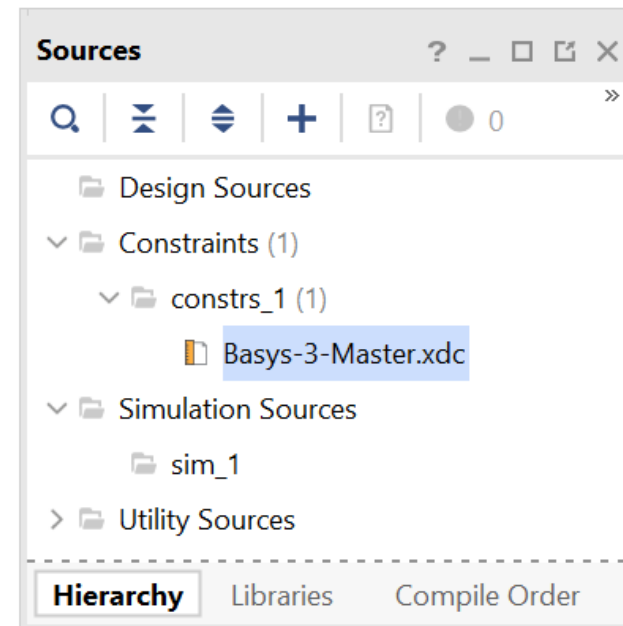 Sources ?
? 0 »
Design Sources
Constraints (1)
constrs_1 (1)
Basys-3-Master.xdc
Simulation Sources
sim_1
Utility Sources
Hierarchy Libraries Compile Order